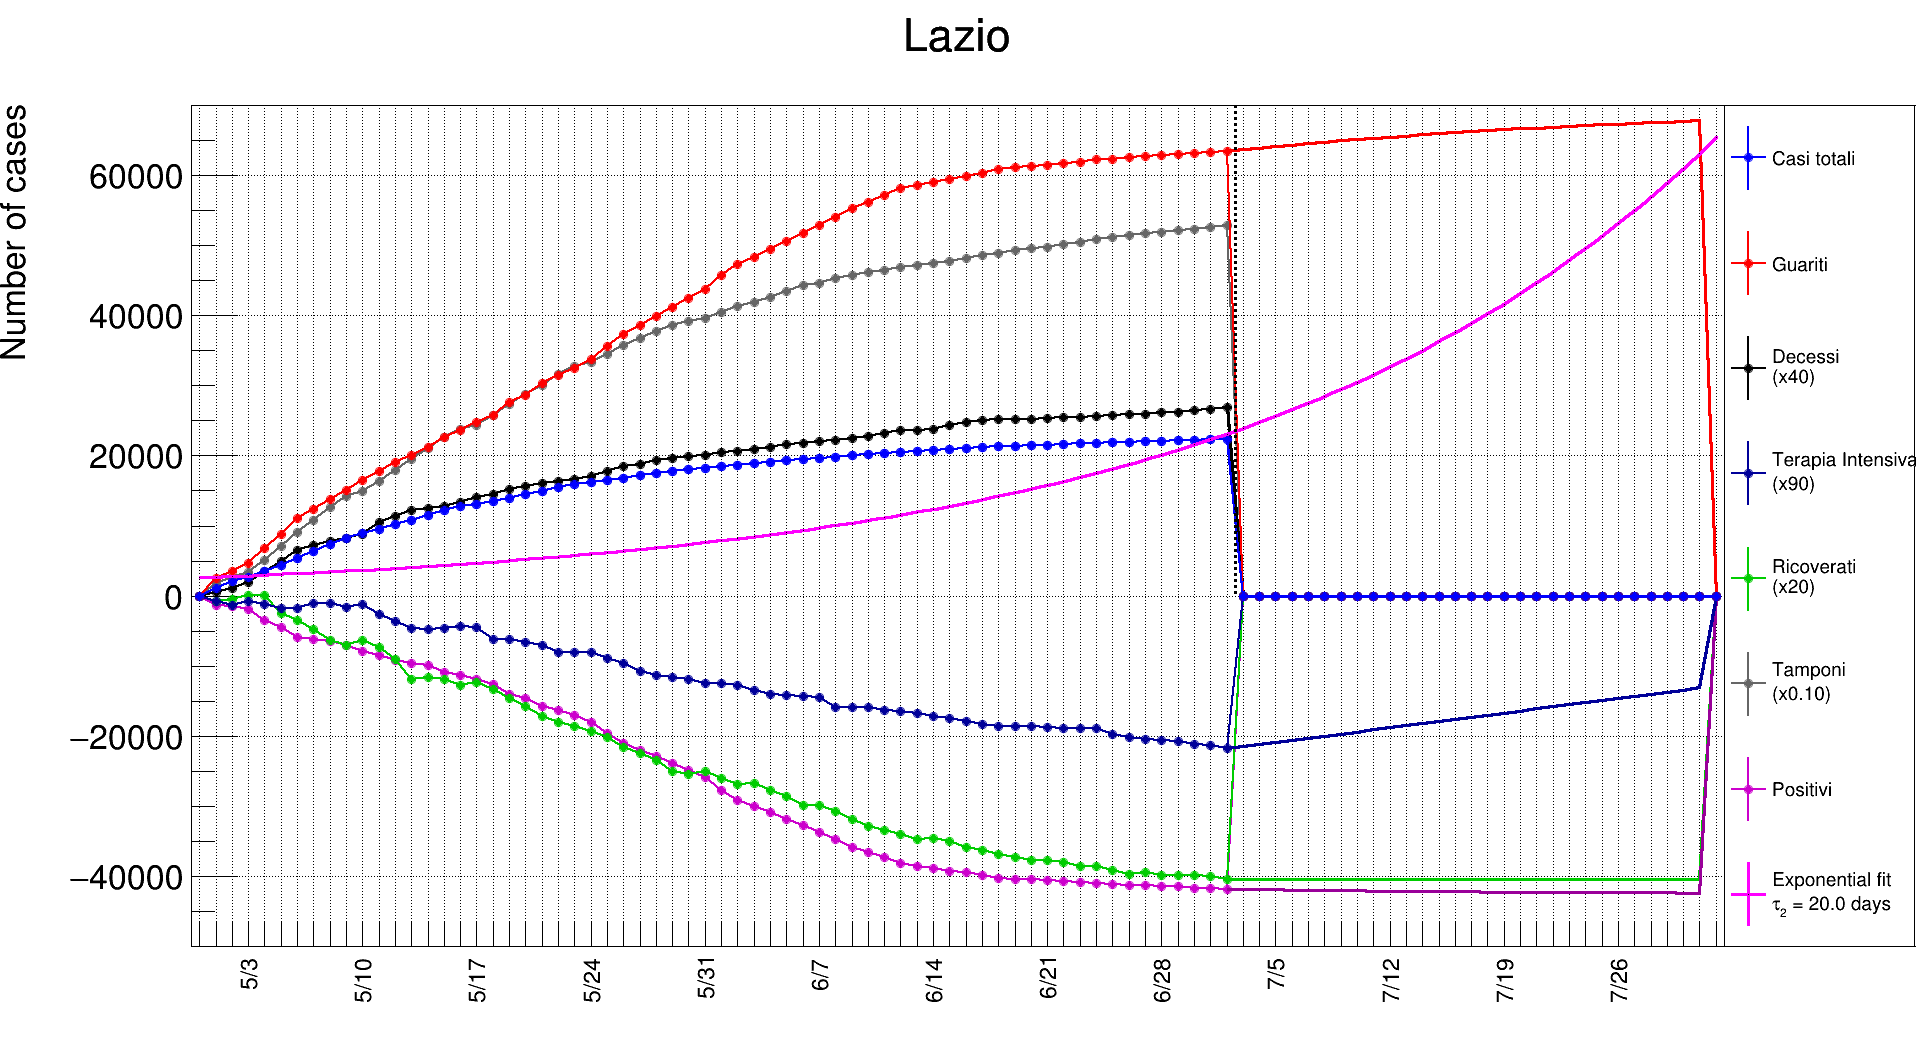 Lazio
Number of cases
60000
40000
20000
0
−20000
−40000
5/3
5/10
5/17
5/24
5/31
6/7
6/14
6/21
6/28
7/5
7/12
7/19
7/26
Casi totali
Guariti
Decessi
(x40)
Terapia Intensiva
(x90)
Ricoverati
(x20)
Tamponi
(x0.10)
Positivi
Exponential fit
τ2 = 20.0 days